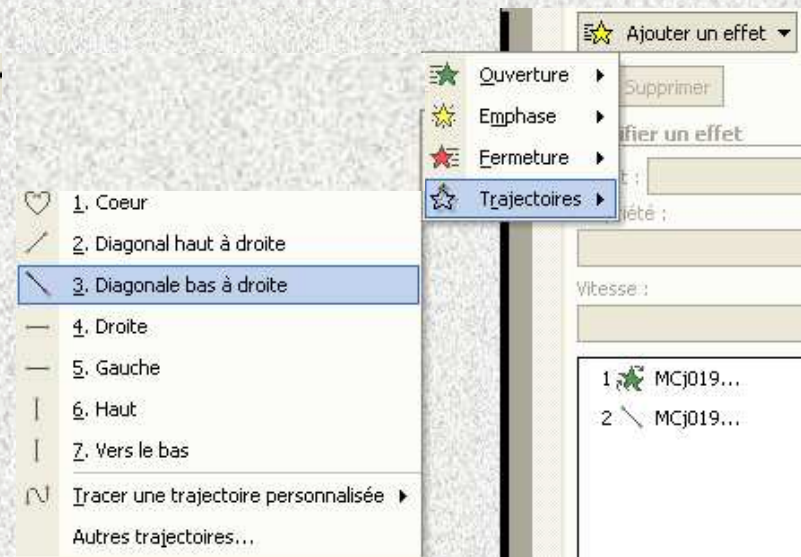 Ajouter un effet
Supprimer
ifier un effet
Ouverture
Emphase
Fermeture
Trajectoires
t :
iété :
Vitesse :
1. Coeur
2. Diagonal haut à droite
3. Diagonale bas à droite
4. Droite
5. Gauche
6. Haut
7. Vers le bas
Tracer une trajectoire personnalisée
Autres trajectoires...
1 MCj019...
2 MCj019...